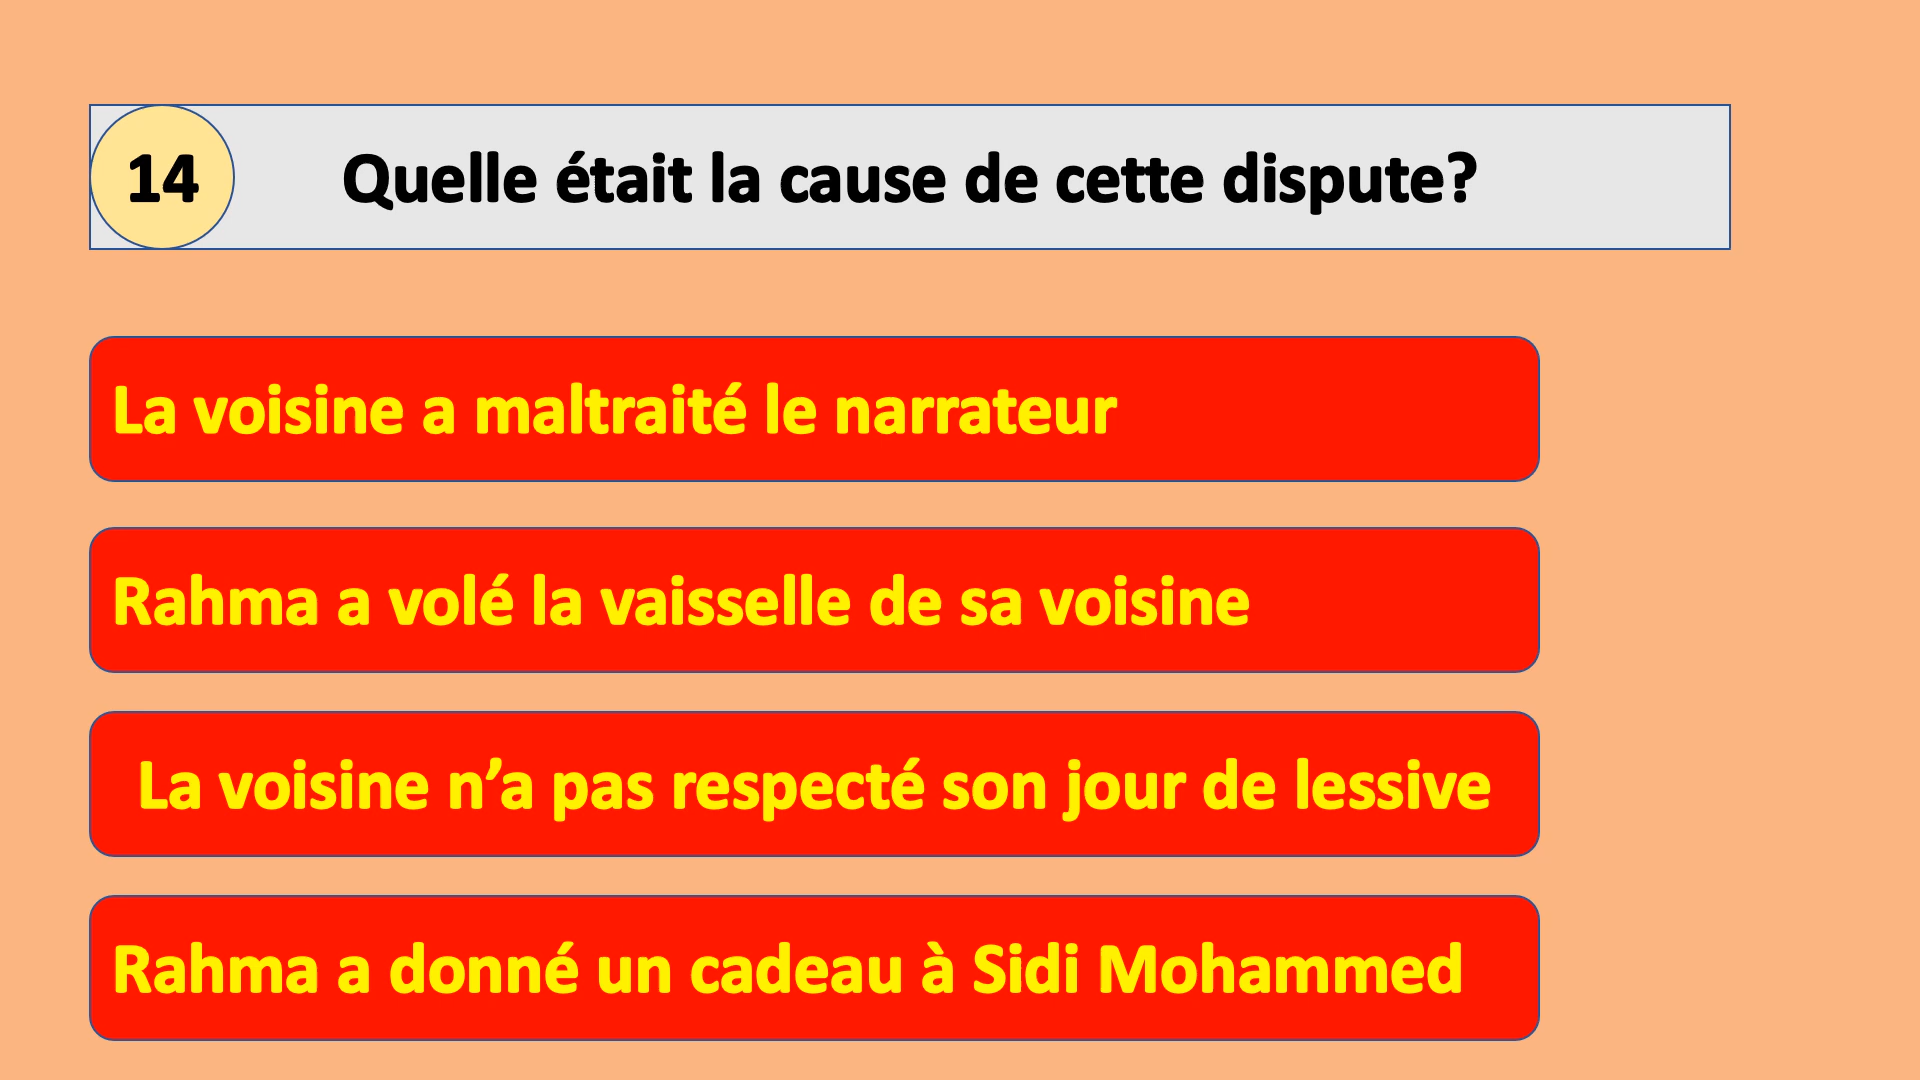 14 Quelle était la cause de cette dispute?
La voisine a maltraité le narrateur
Rahma a volé la vaisselle de sa voisine
La voisine n’a pas respecté son jour de lessive
Rahma a donné un cadeau à Sidi Mohammed